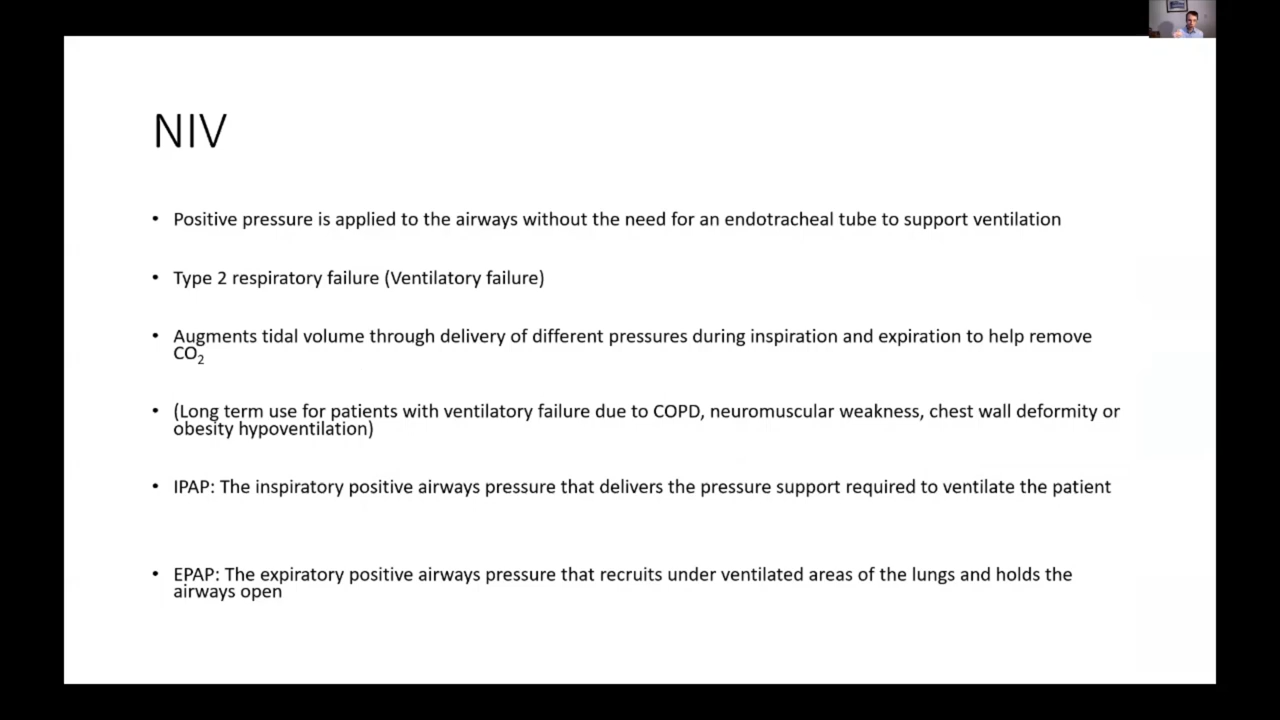 NIV
• Positive pressure is applied to the airways without the need for an endotracheal tube to support ventilation
• Type 2 respiratory failure (Ventilatory failure)
• Augments tidal volume through delivery of different pressures during inspiration and expiration to help remove
CO₂
• (Long term use for patients with ventilatory failure due to COPD, neuromuscular weakness, chest wall deformity or
obesity hypoventilation)
• IPAP: The inspiratory positive airways pressure that delivers the pressure support required to ventilate the patient
• EPAP: The expiratory positive airways pressure that recruits under ventilated areas of the lungs and holds the
airways open